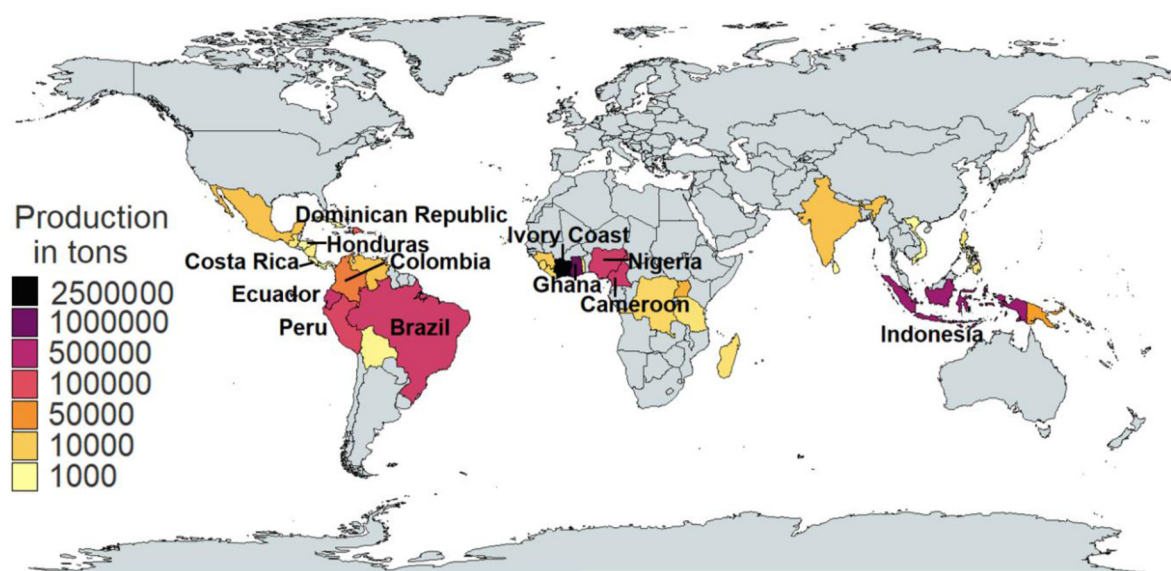 Dominican Republic
Honduras
Costa Rica
Colombia
Ecuador
Peru
Brazil
Ivory Coast
Nigeria
Ghana
Cameroon
Indonesia
Production
in tons
2500000
1000000
500000
100000
50000
10000
1000